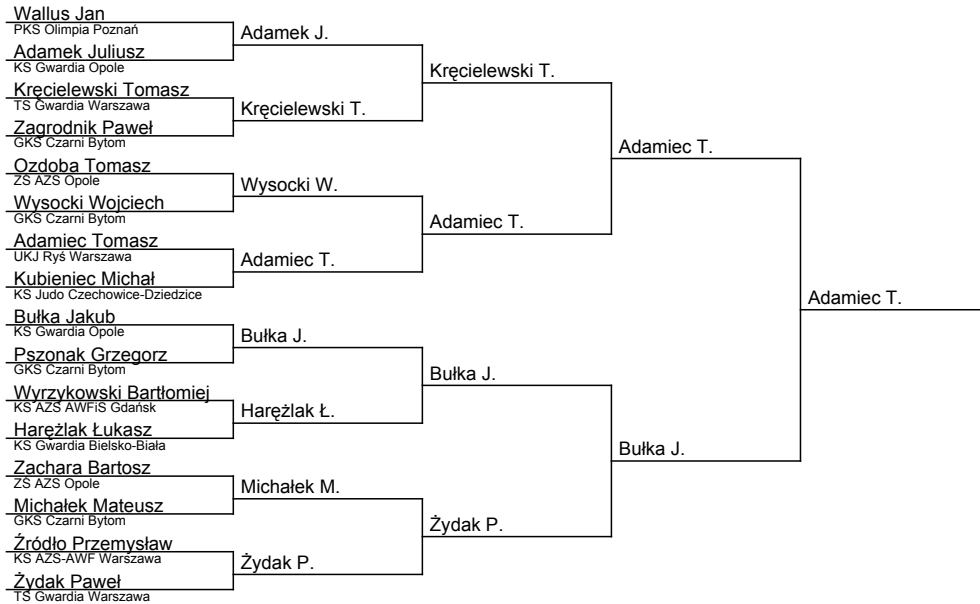 Wallus Jan
PKS Olimpia Poznań
Adamek Juliusz
KS Gwardia Opole
Kręcielewski Tomasz
TS Gwardia Warszawa
Zagrodnik Paweł
GKS Czarni Bytom
Ozdoba Tomasz
ZŚ AZS Opole
Wysocki Wojciech
GKS Czarni Bytom
Adamiec Tomasz
UKJ Ryś Warszawa
Kubieniec Michał
KS Judo Czechowice-Dziedzice
Bułka Jakub
KS Gwardia Opole
Pszonak Grzegorz
GKS Czarni Bytom
Wyrzykowski Bartłomiej
KS AZS AWFiS Gdańsk
Harężlak Łukasz
KS Gwardia Bielsko-Biała
Zachara Bartosz
ZŚ AZS Opole
Michałek Mateusz
GKS Czarni Bytom
Źródło Przemysław
KS AZS-AWF Warszawa
Żydak Paweł
TS Gwardia Warszawa
Adamek J.
Kręcielewski T.
Wysocki W.
Adamiec T.
Bułka J.
Harężlak Ł.
Michałek M.
Żydak P.
Kręcielewski T.
Adamiec T.
Bułka J.
Żydak P.
Adamiec T.
Bułka J.
Adamiec T.